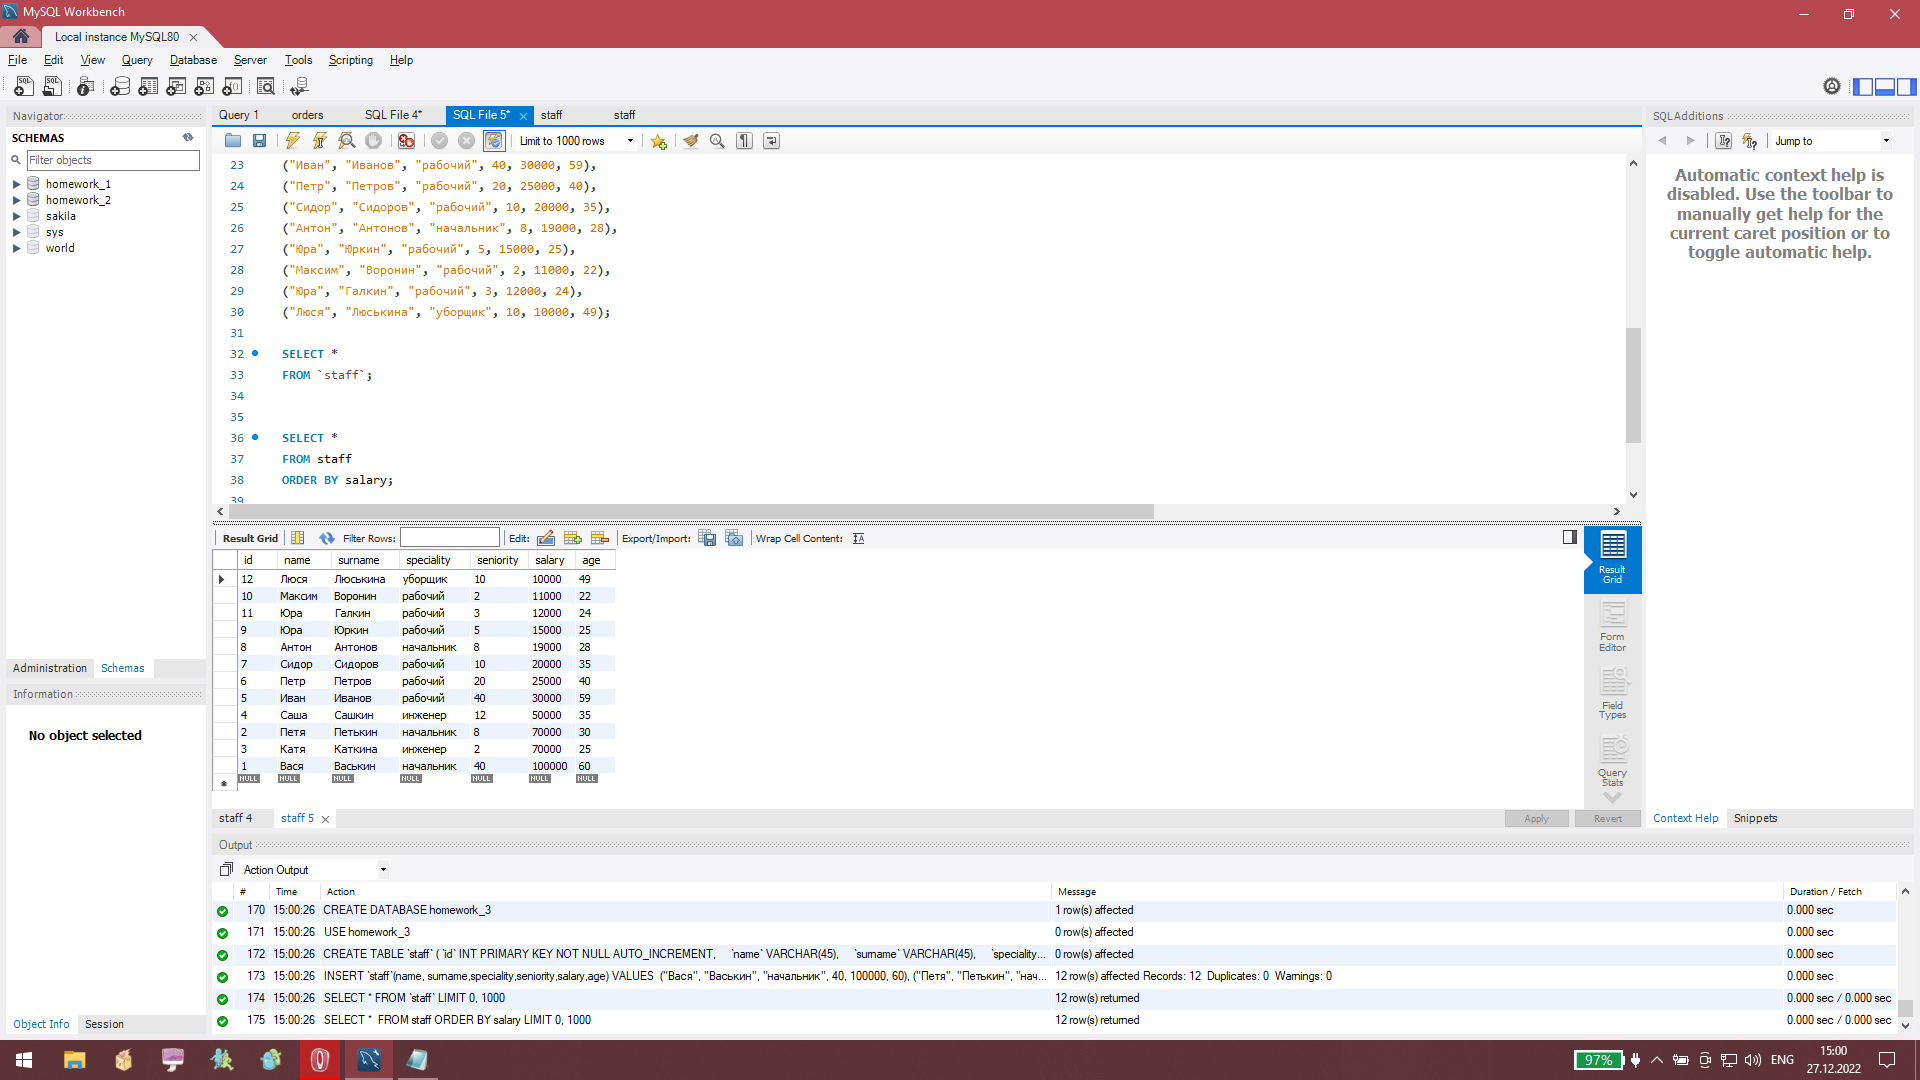 MySQL Workbench
Local instance MySQL80
File Edit View Query Database Server Tools Scripting Help
Navigator
SCHEMAS
Filter objects
homework_1
homework_2
sakila
sys
world
Administration Schemas
Information
No object selected
Object Info Session
Query 1 orders SQL File 4* SQL File 5* staff staff
Limit to 1000 rows
23 ("Иван", "Иванов", "рабочий", 40, 30000, 59),
24 ("Петр", "Петров", "рабочий", 20, 25000, 40),
25 ("Сидор", "Сидоров", "рабочий", 10, 20000, 35),
26 ("Антон", "Антонов", "начальник", 8, 19000, 28),
27 ("Юра", "Юркин", "рабочий", 5, 15000, 25),
28 ("Максим", "Воронин", "рабочий", 2, 11000, 22),
29 ("Юра", "Галкин", "рабочий", 3, 12000, 24),
30 ("Люся", "Люськина", "уборщик", 10, 10000, 49);
31
32 SELECT *
33 FROM `staff`;
34
35
36 SELECT *
37 FROM staff
38 ORDER BY salary;
39
Result Grid Filter Rows: Edit: Export/Import: Wrap Cell Content:
id name surname speciality seniority salary age
12 Люся Люськина уборщик 10 10000 49
10 Максим Воронин рабочий 2 11000 22
11 Юра Галкин рабочий 3 12000 24
9 Юра Юркин рабочий 5 15000 25
8 Антон Антонов начальник 8 19000 28
7 Сидор Сидоров рабочий 10 20000 35
6 Петр Петров рабочий 20 25000 40
5 Иван Иванов рабочий 40 30000 59
4 Саша Сашкин инженер 12 50000 35
2 Петя Петькин начальник 8 70000 30
3 Катя Каткина инженер 2 70000 25
1 Вася Васькин начальник 40 100000 60
NULL NULL NULL NULL NULL NULL NULL
Result
Grid
Form
Editor
Field
Types
Query
Stats
staff 4 staff 5 Apply Revert
Output
Action Output
# Time Action Message Duration / Fetch
170 15:00:26 CREATE DATABASE homework_3 1 row(s) affected 0.000 sec
171 15:00:26 USE homework_3 0 row(s) affected 0.000 sec
172 15:00:26 CREATE TABLE `staff` ( `id` INT PRIMARY KEY NOT NULL AUTO_INCREMENT, `name` VARCHAR(45), `surname` VARCHAR(45), `speciality... 0 row(s) affected 0.000 sec
173 15:00:26 INSERT `staff`(name, surname,speciality,seniority,salary,age) VALUES ("Вася", "Васькин", "начальник", 40, 100000, 60), ("Петя", "Петькин", "нач... 12 row(s) affected Records: 12 Duplicates: 0 Warnings: 0 0.000 sec
174 15:00:26 SELECT * FROM `staff` LIMIT 0, 1000 12 row(s) returned 0.000 sec / 0.000 sec
175 15:00:26 SELECT * FROM staff ORDER BY salary LIMIT 0, 1000 12 row(s) returned 0.000 sec / 0.000 sec
SQLAdditions
Jump to
Automatic context help is
disabled. Use the toolbar to
manually get help for the
current caret position or to
toggle automatic help.
Context Help Snippets
97% ENG
15:00
27.12.2022